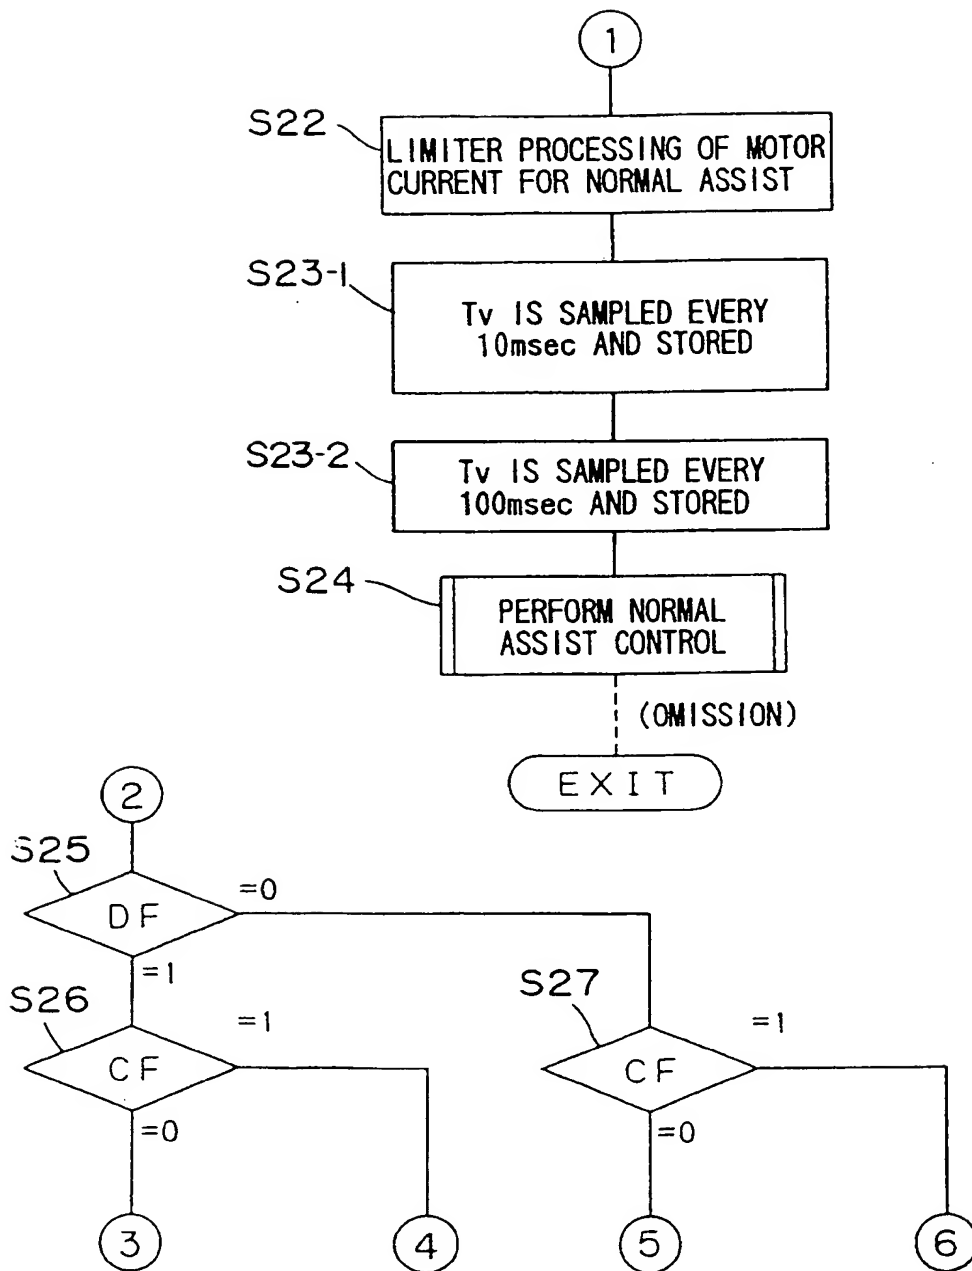 1
S22
LIMITER PROCESSING OF MOTOR
CURRENT FOR NORMAL ASSIST
S23-1
Tv IS SAMPLED EVERY
10msec AND STORED
S23-2
Tv IS SAMPLED EVERY
100msec AND STORED
S24
PERFORM NORMAL
ASSIST CONTROL
(OMISSION)
EXIT
2
S25
DF
=0
=1
S26
CF
=1
=0
S27
CF
=1
=0
3
4
5
6